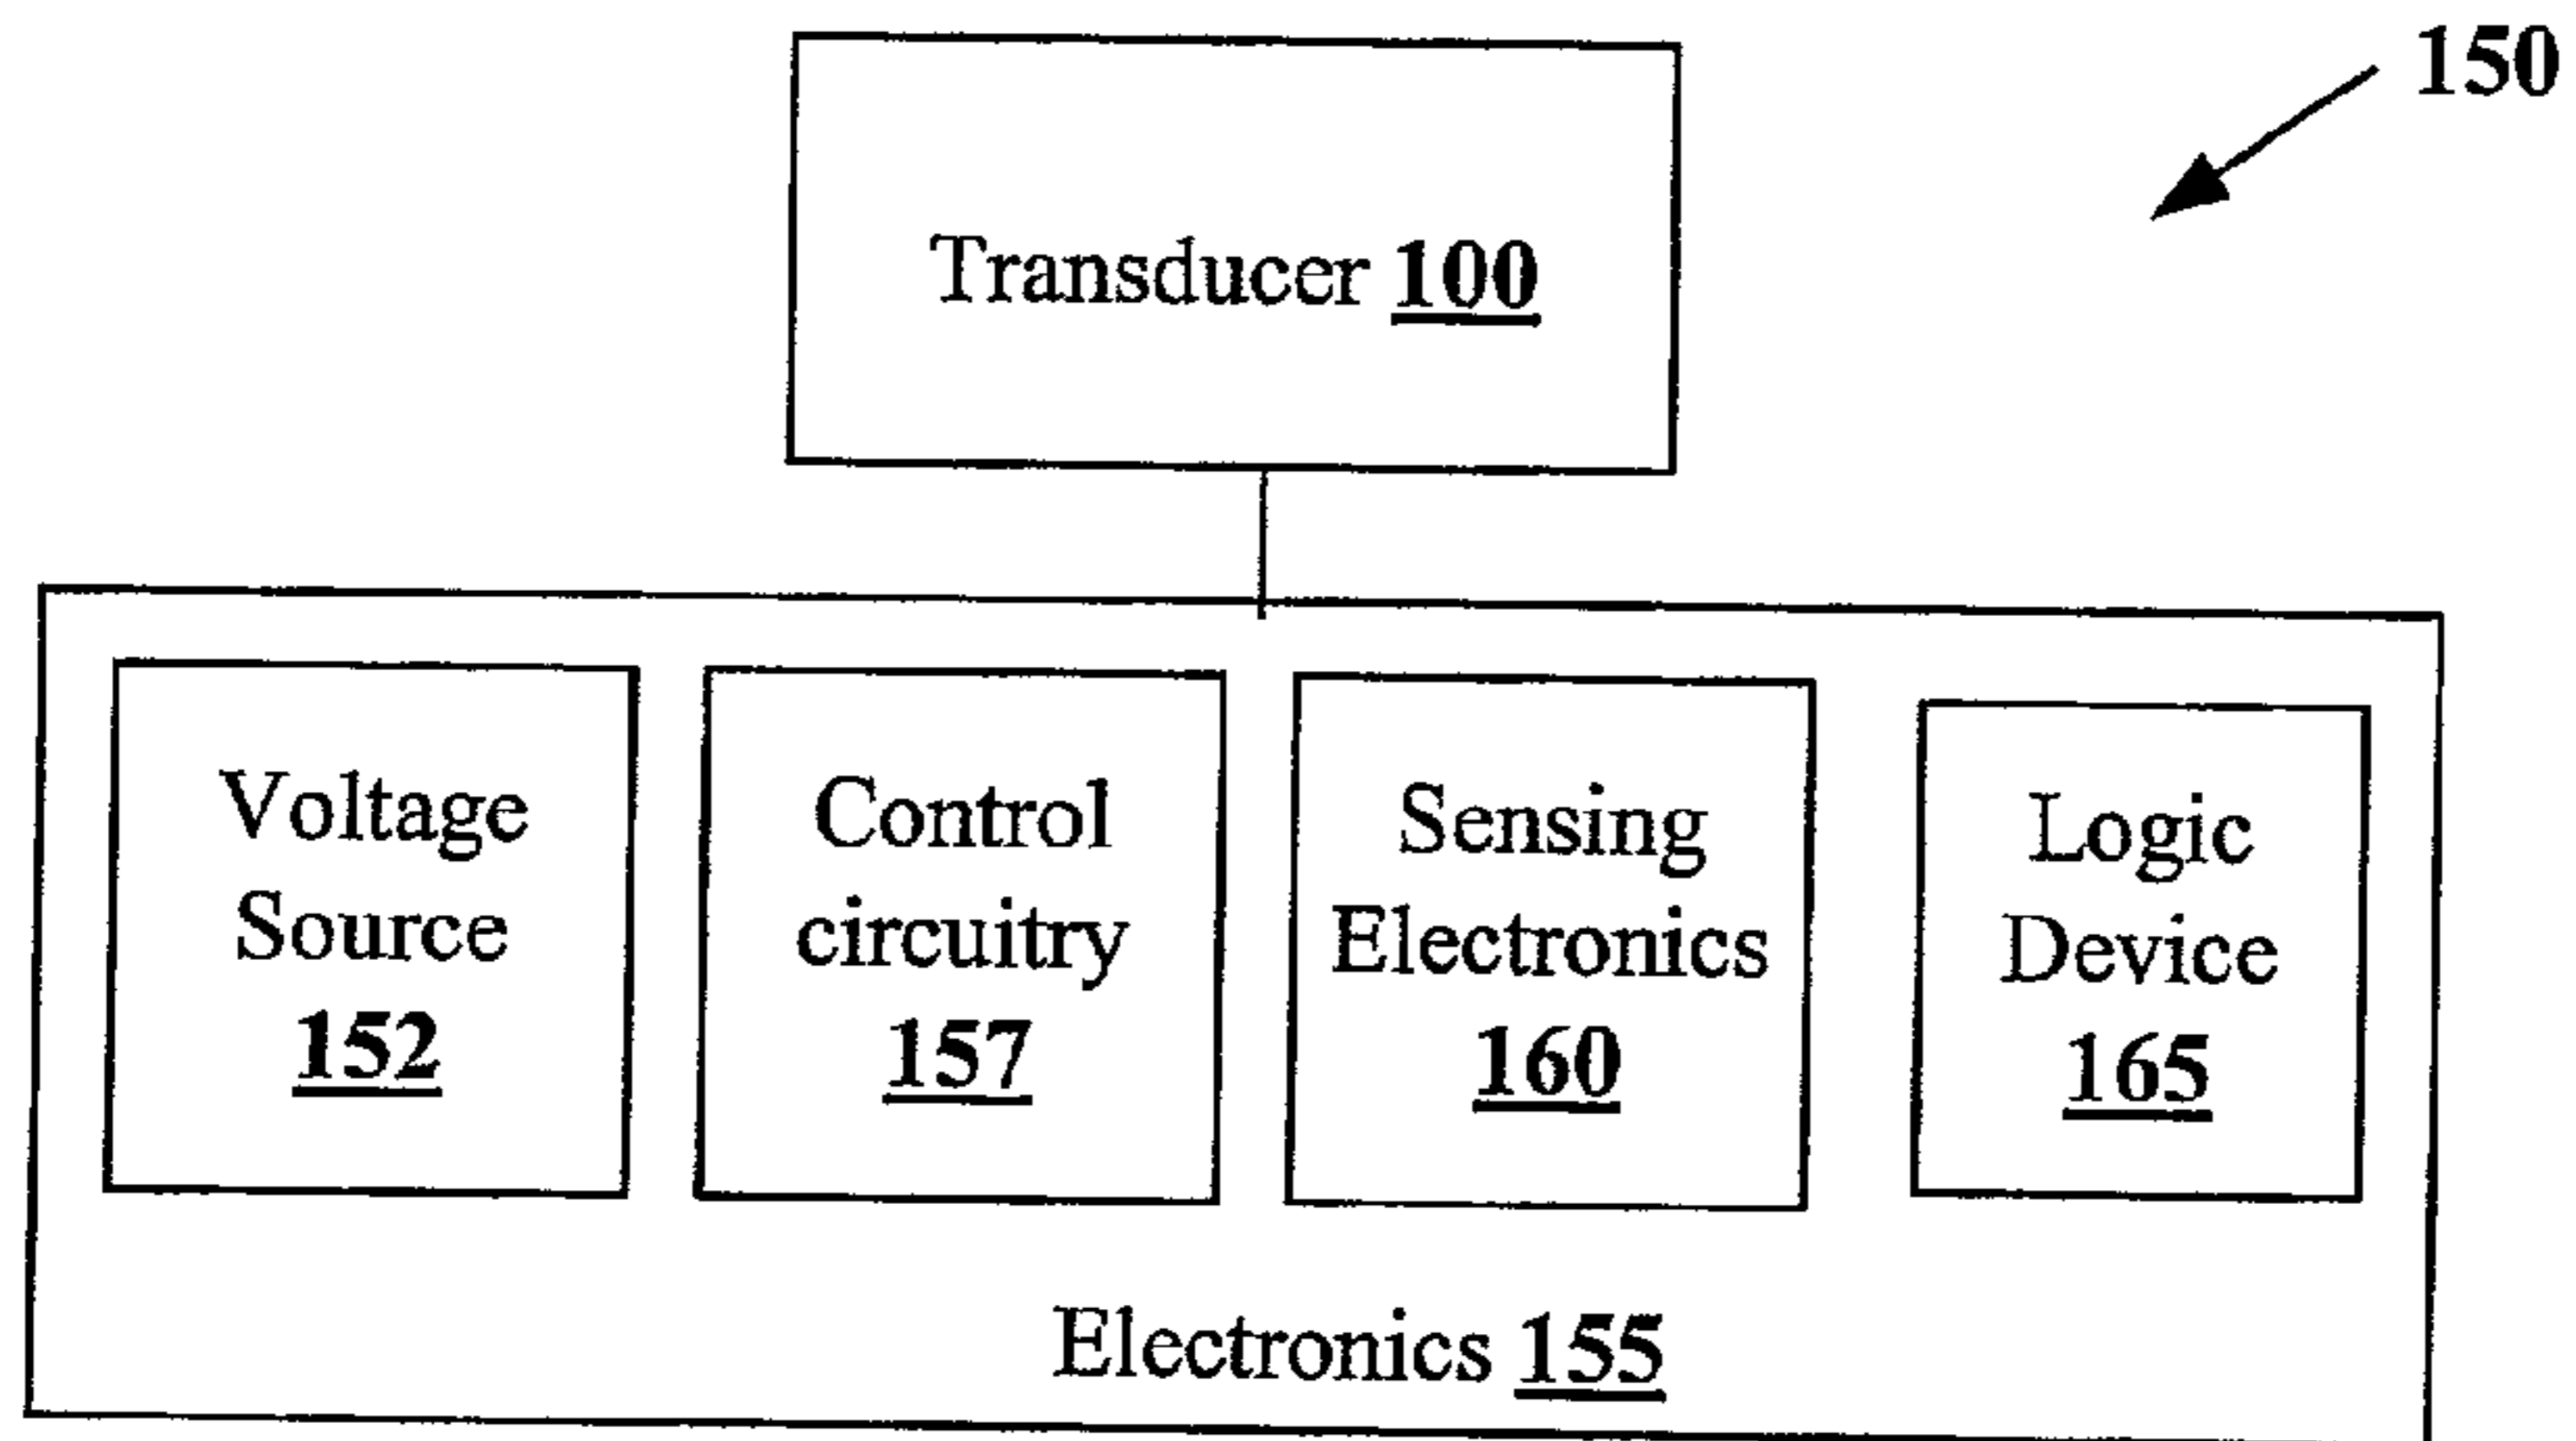 150
Transducer 100
Voltage
Source
152
Control
circuitry
157
Sensing
Electronics
160
Logic
Device
165
Electronics 155